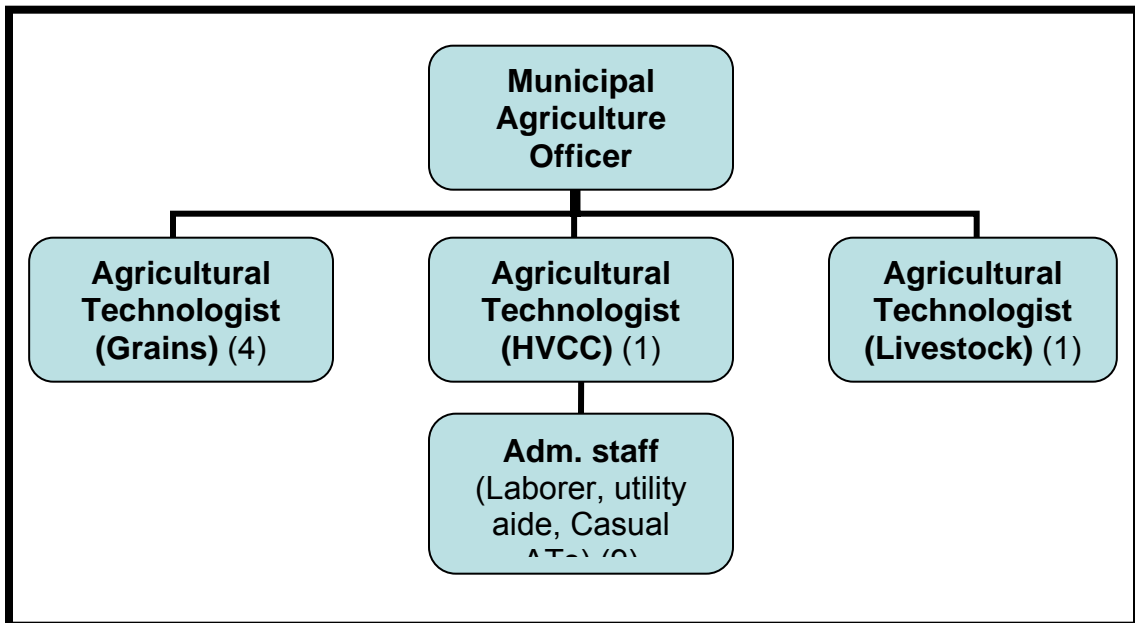 Municipal
Agriculture
Officer
Agricultural
Technologist
(Grains) (4)
Agricultural
Technologist
(HVCC) (1)
Agricultural
Technologist
(Livestock) (1)
Adm. staff
(Laborer, utility
aide, Casual